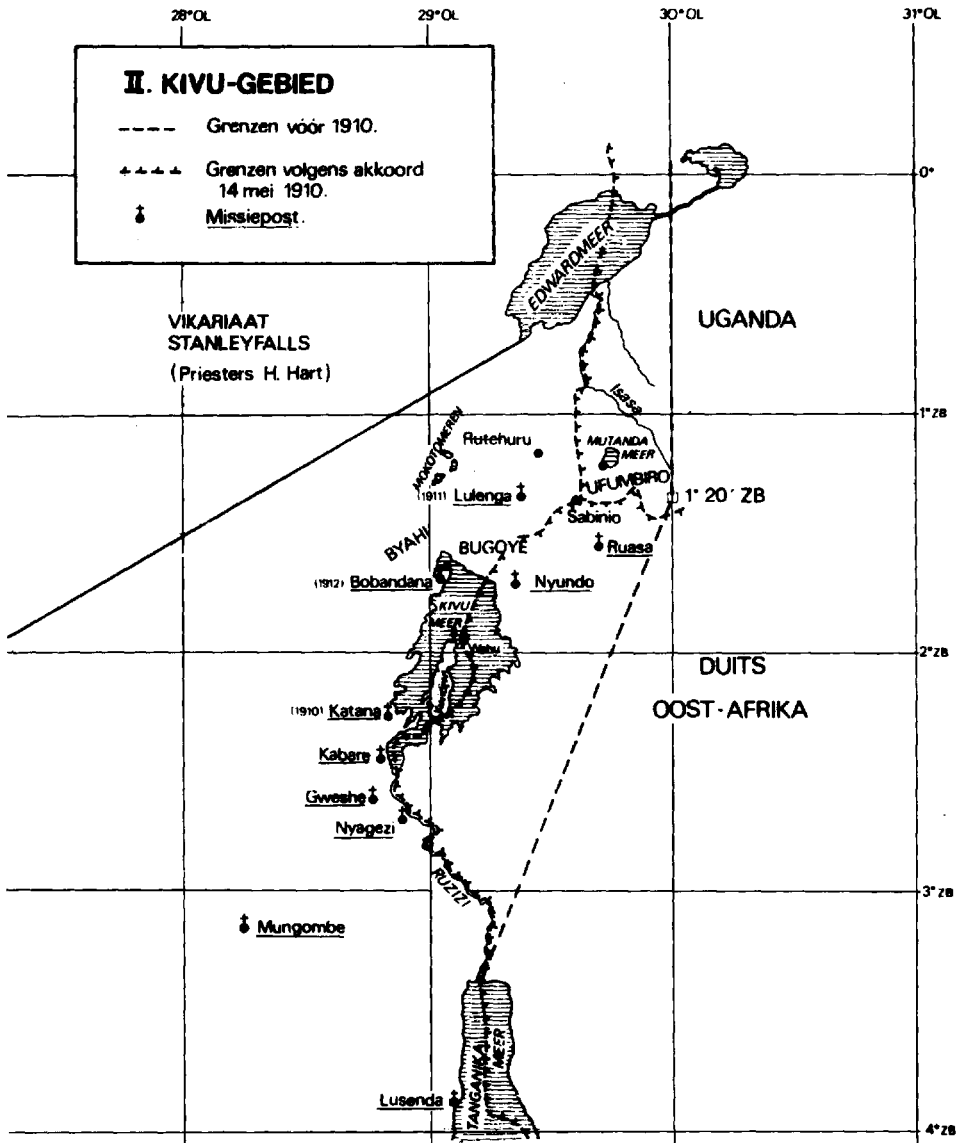 28°OL
29°OL
30°OL
31°OL
II. KIVU-GEBIED
Grenzen vóór 1910.
Grenzen volgens akkoord
14 mei 1910.
Missiepost.
0°
EDWARDMEER
VIKARIAAT
STANLEYFALLS
(Priesters H. Hart)
UGANDA
Isasa
1°ZB
MOKOTOMEREN
Rutehuru
MUTANDA
MEER
UFUMBIRO
(1911) Lulenga
1° 20' ZB
Sabinio
BYAHI
BUGOYE
Ruasa
(1912) Bobandana
Nyundo
KIVU
MEER
2°ZB
DUITS
OOST-AFRIKA
(1910) Katana
Kabare
Gweshe
Nyagezi
RUZIZI
3°ZB
Mungombe
TANGANIKA
MEER
Lusenda
4°ZB